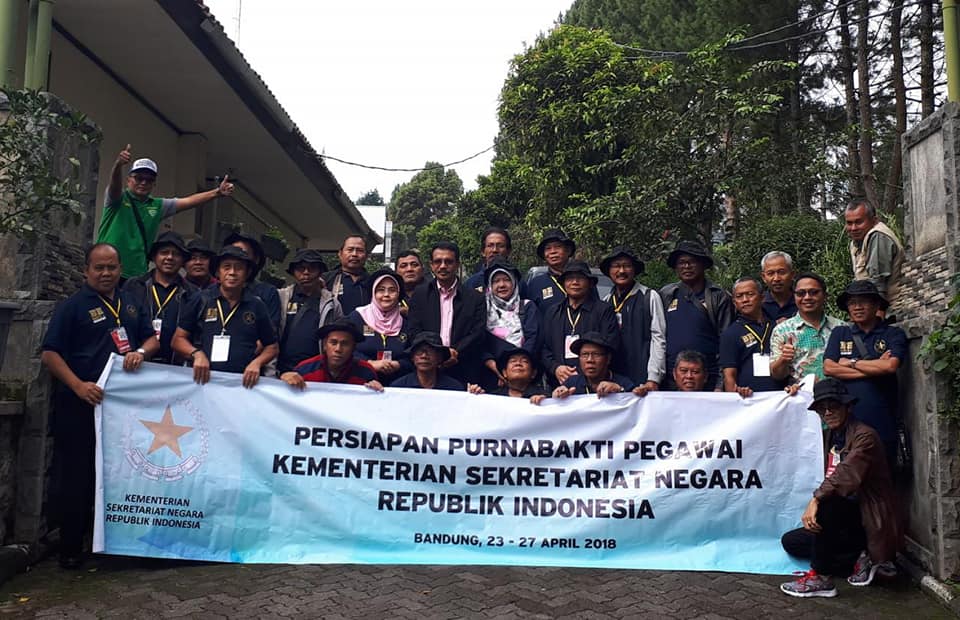 PERSIAPAN PURNABAKTI PEGAWAI
KEMENTERIAN SEKRETARIAT NEGARA
REPUBLIK INDONESIA
BANDUNG, 23 - 27 APRIL 2018
KEMENTERIAN
SEKRETARIAT NEGARA
REPUBLIK INDONESIA